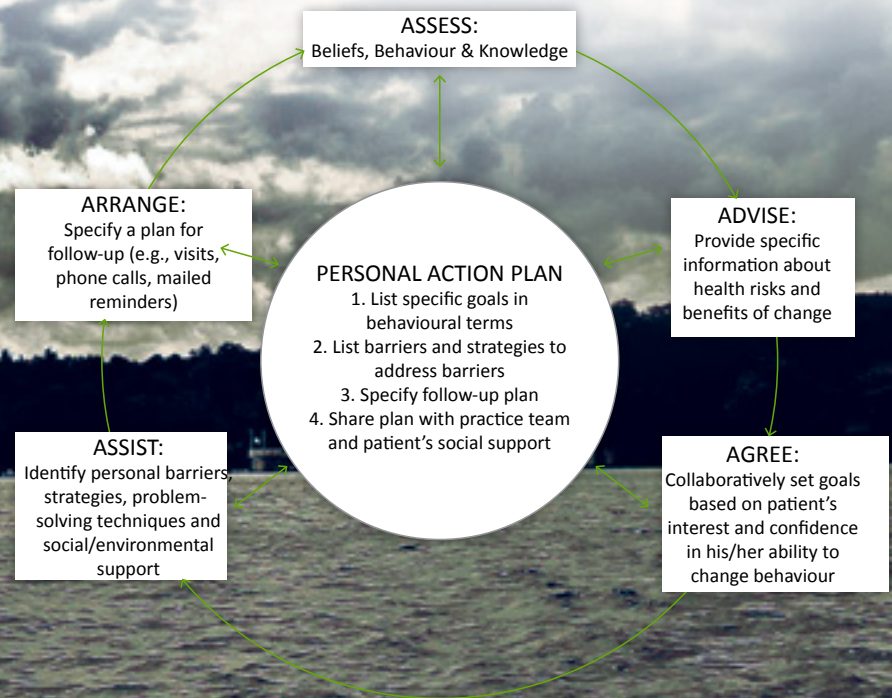 ASSESS:
Beliefs, Behaviour & Knowledge
ADVISE:
Provide specific
information about
health risks and
benefits of change
AGREE:
Collaboratively set goals
based on patient’s
interest and confidence
in his/her ability to
change behaviour
ASSIST:
Identify personal barriers,
strategies, problem-
solving techniques and
social/environmental
support
ARRANGE:
Specify a plan for
follow-up (e.g., visits,
phone calls, mailed
reminders)
PERSONAL ACTION PLAN
1. List specific goals in
behavioural terms
2. List barriers and strategies to
address barriers
3. Specify follow-up plan
4. Share plan with practice team
and patient’s social support